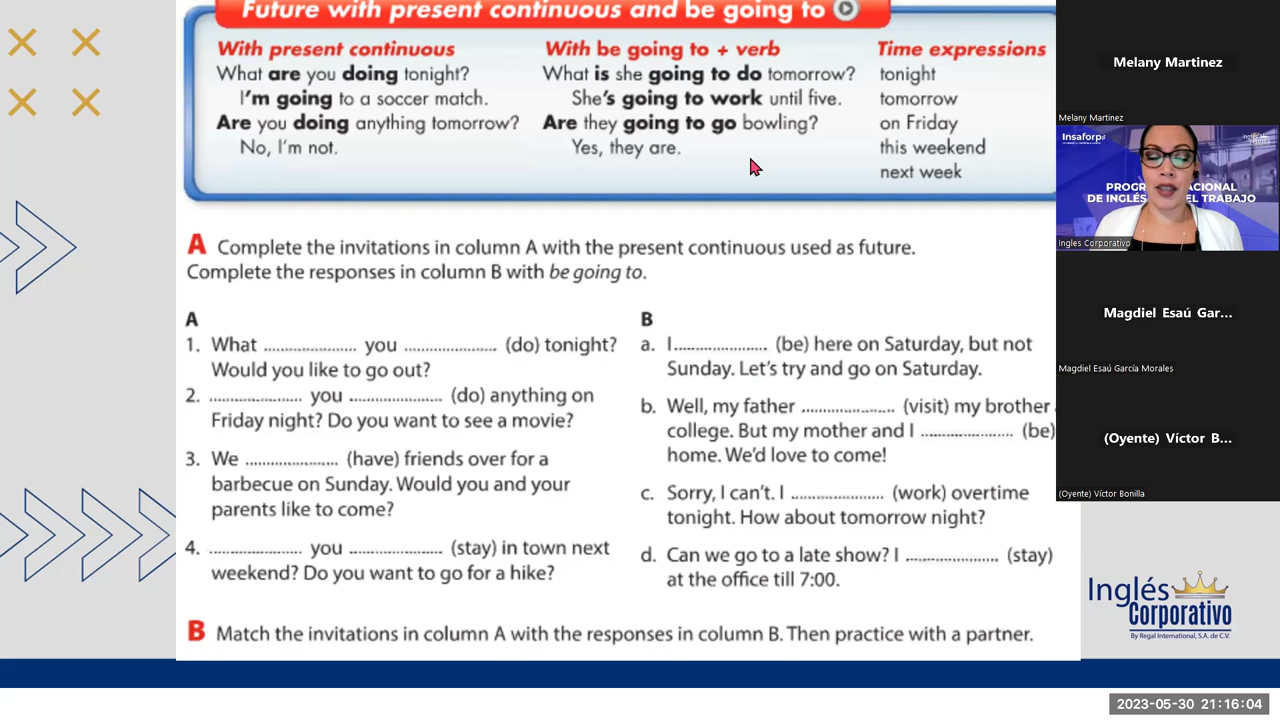 Future with present continuous and be going to
With present continuous
What are you doing tonight?
I'm going to a soccer match.
Are you doing anything tomorrow?
No, I'm not.
With be going to + verb
What is she going to do tomorrow?
She's going to work until five.
Are they going to go bowling?
Yes, they are.
Time expressions
tonight
tomorrow
on Friday
this weekend
next week
A Complete the invitations in column A with the present continuous used as future.
Complete the responses in column B with be going to.
A
1. What .................... you .................... (do) tonight?
Would you like to go out?
2. .................... you .................... (do) anything on
Friday night? Do you want to see a movie?
3. We .................... (have) friends over for a
barbecue on Sunday. Would you and your
parents like to come?
4. .................... you .................... (stay) in town next
weekend? Do you want to go for a hike?
B
a. I .................... (be) here on Saturday, but not
Sunday. Let's try and go on Saturday.
b. Well, my father .................... (visit) my brother
college. But my mother and I .................... (be)
home. We'd love to come!
c. Sorry, I can't. I .................... (work) overtime
tonight. How about tomorrow night?
d. Can we go to a late show? I .................... (stay)
at the office till 7:00.
B Match the invitations in column A with the responses in column B. Then practice with a partner.
Melany Martinez
Melany Martinez
Insaforp
PROGR ACIONAL
DE INGLÉS EL TRABAJO
Ingles Corporativo
Magdiel Esaú Gar...
Magdiel Esaú García Morales
(Oyente) Víctor B...
(Oyente) Víctor Bonilla
Inglés
Corporativo
By Regal International, S.A. de C.V.
2023-05-30 21:16:04